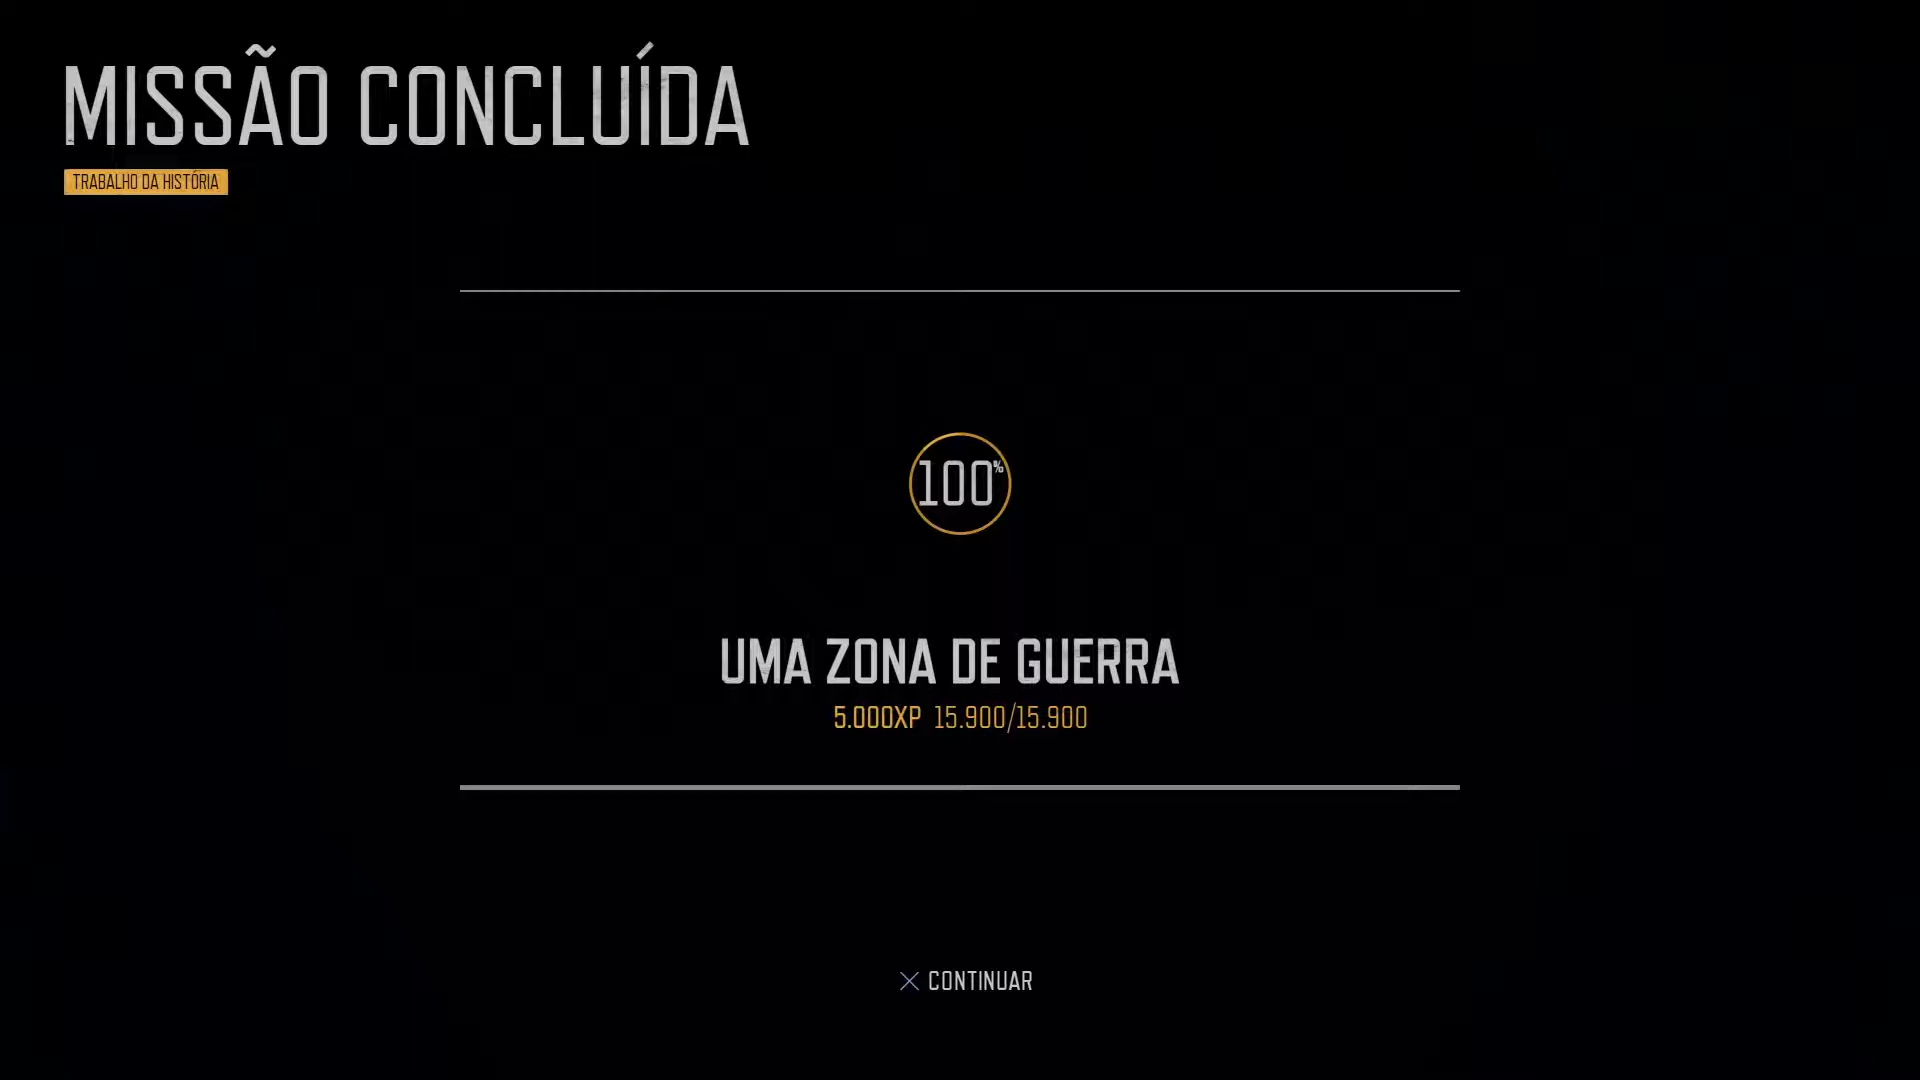 MISSÃO CONCLUÍDA
TRABALHO DA HISTÓRIA
100%
UMA ZONA DE GUERRA
5.000XP 15.900/15.900
CONTINUAR